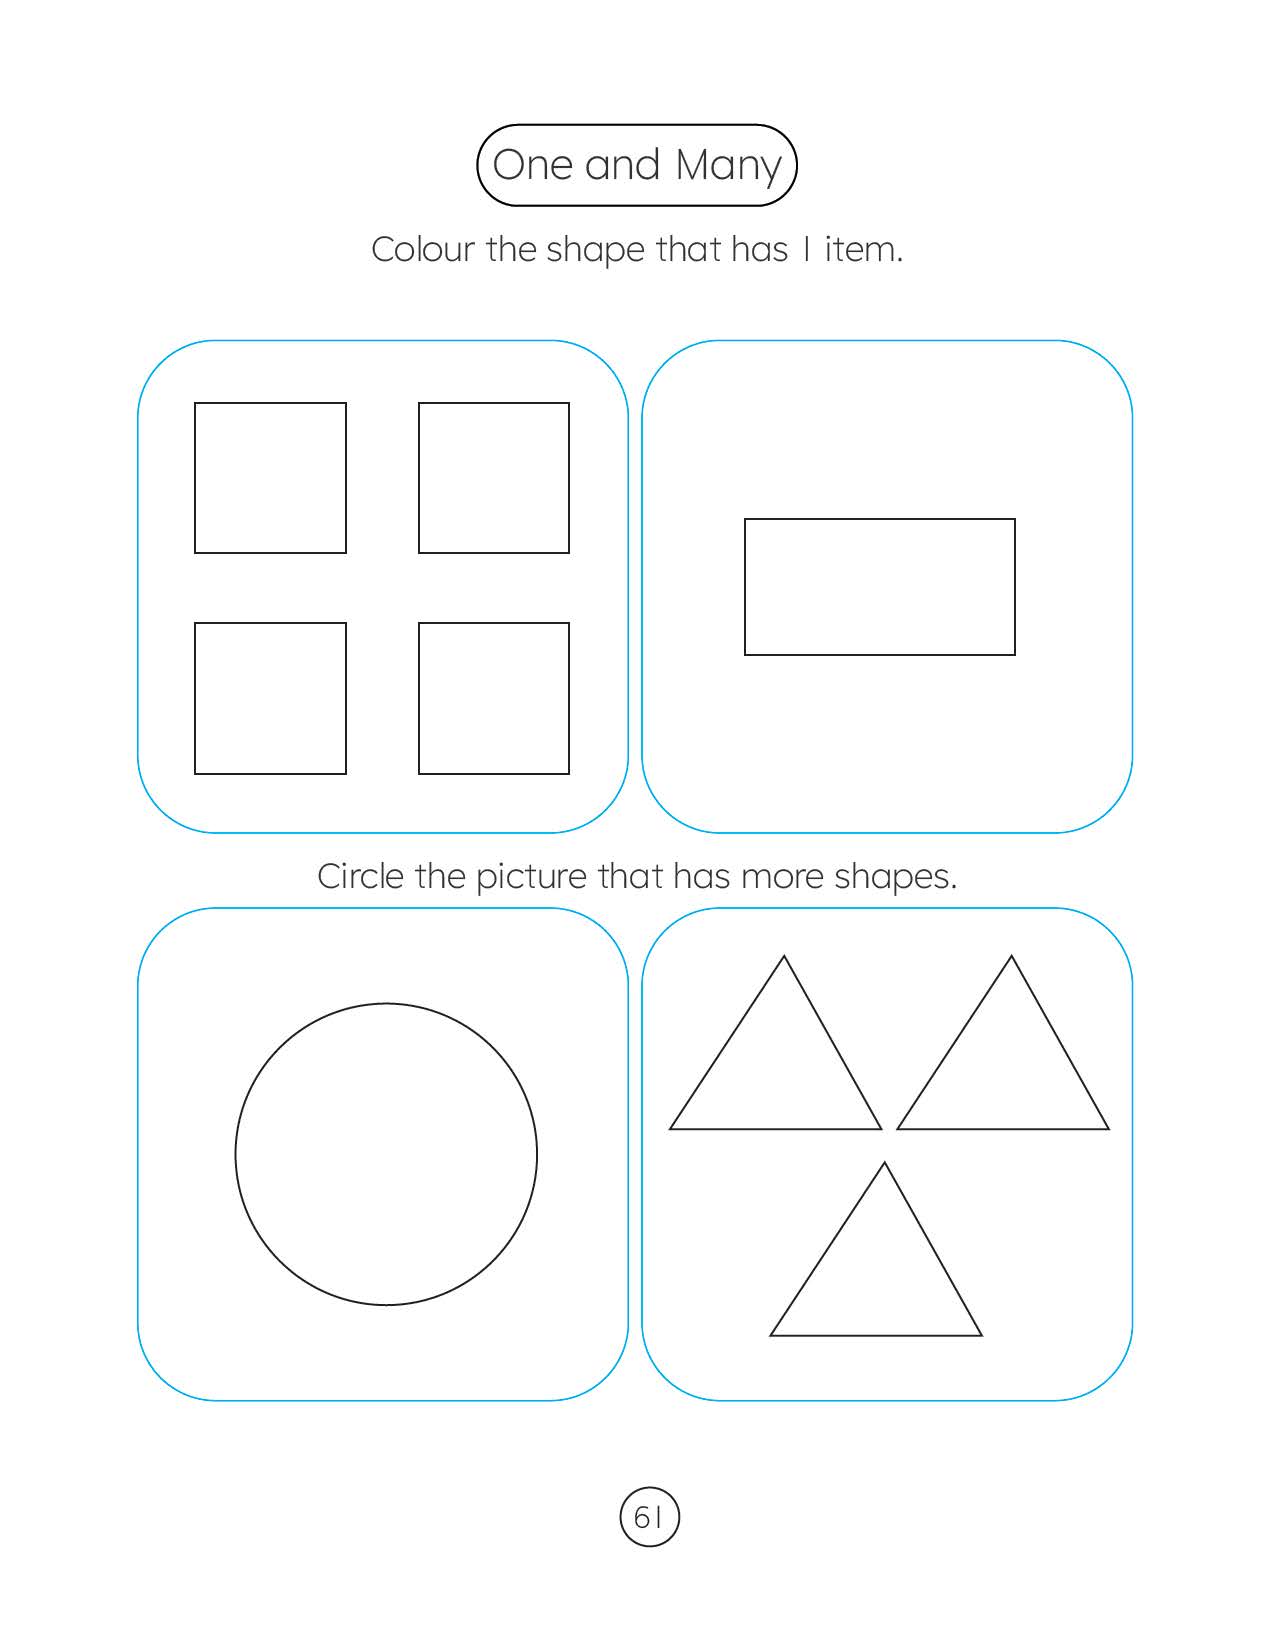 One and Many
Colour the shape that has 1 item.
Circle the picture that has more shapes.
61